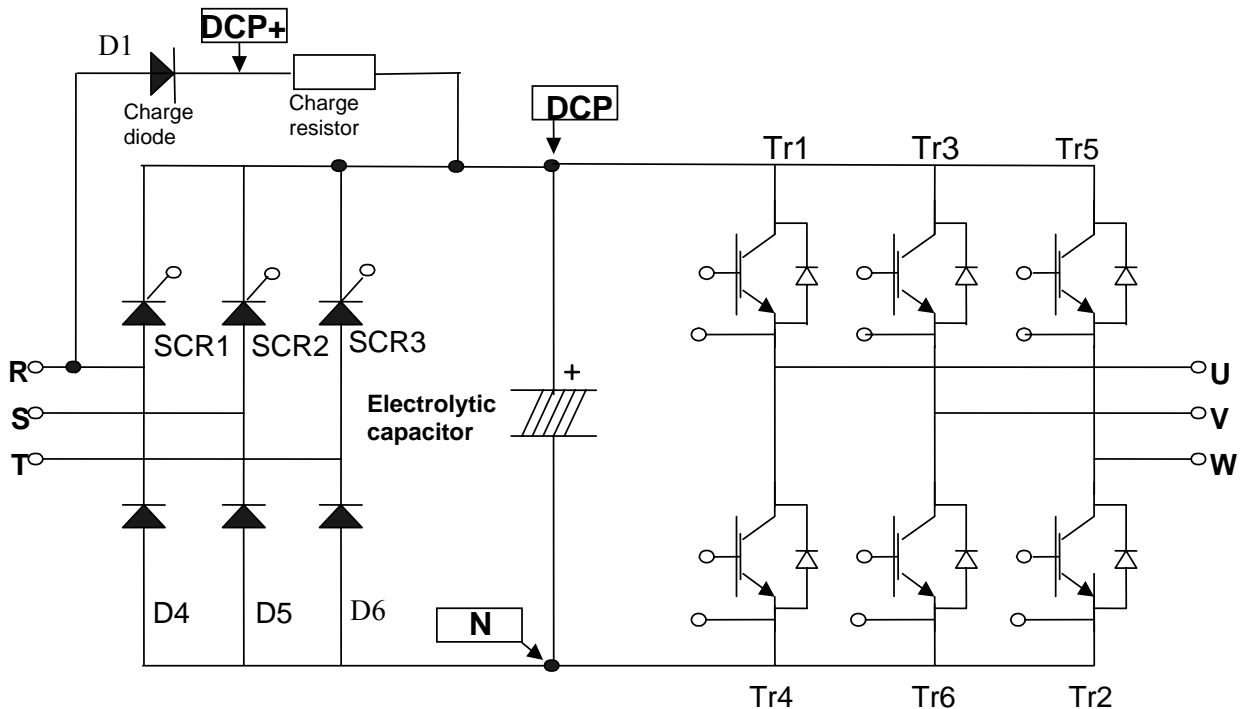 D1
DCP+
Charge
diode
Charge
resistor
DCP
Tr1
Tr3
Tr5
SCR1
SCR2
SCR3
R
S
T
+
Electrolytic
capacitor
U
V
W
D4
D5
D6
N
Tr4
Tr6
Tr2